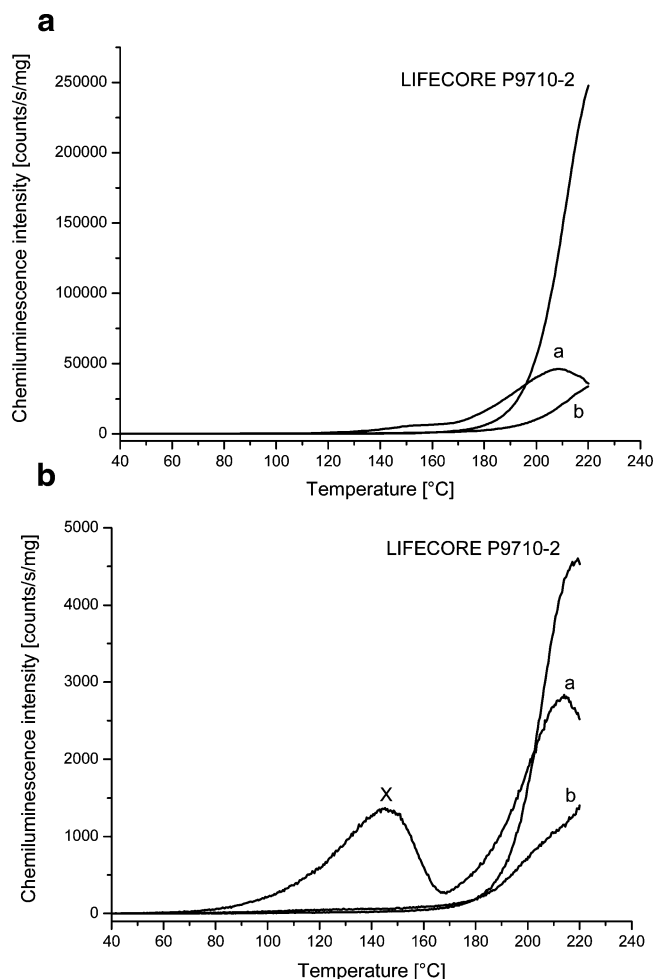 a
LIFECORE P9710-2
Chemiluminescence intensity [counts/s/mg]
250000
200000
150000
100000
50000
0
a
b
40 60 80 100 120 140 160 180 200 220 240
Temperature [°C]
b
LIFECORE P9710-2
Chemiluminescence intensity [counts/s/mg]
5000
4000
3000
2000
1000
0
X
a
b
40 60 80 100 120 140 160 180 200 220 240
Temperature [°C]